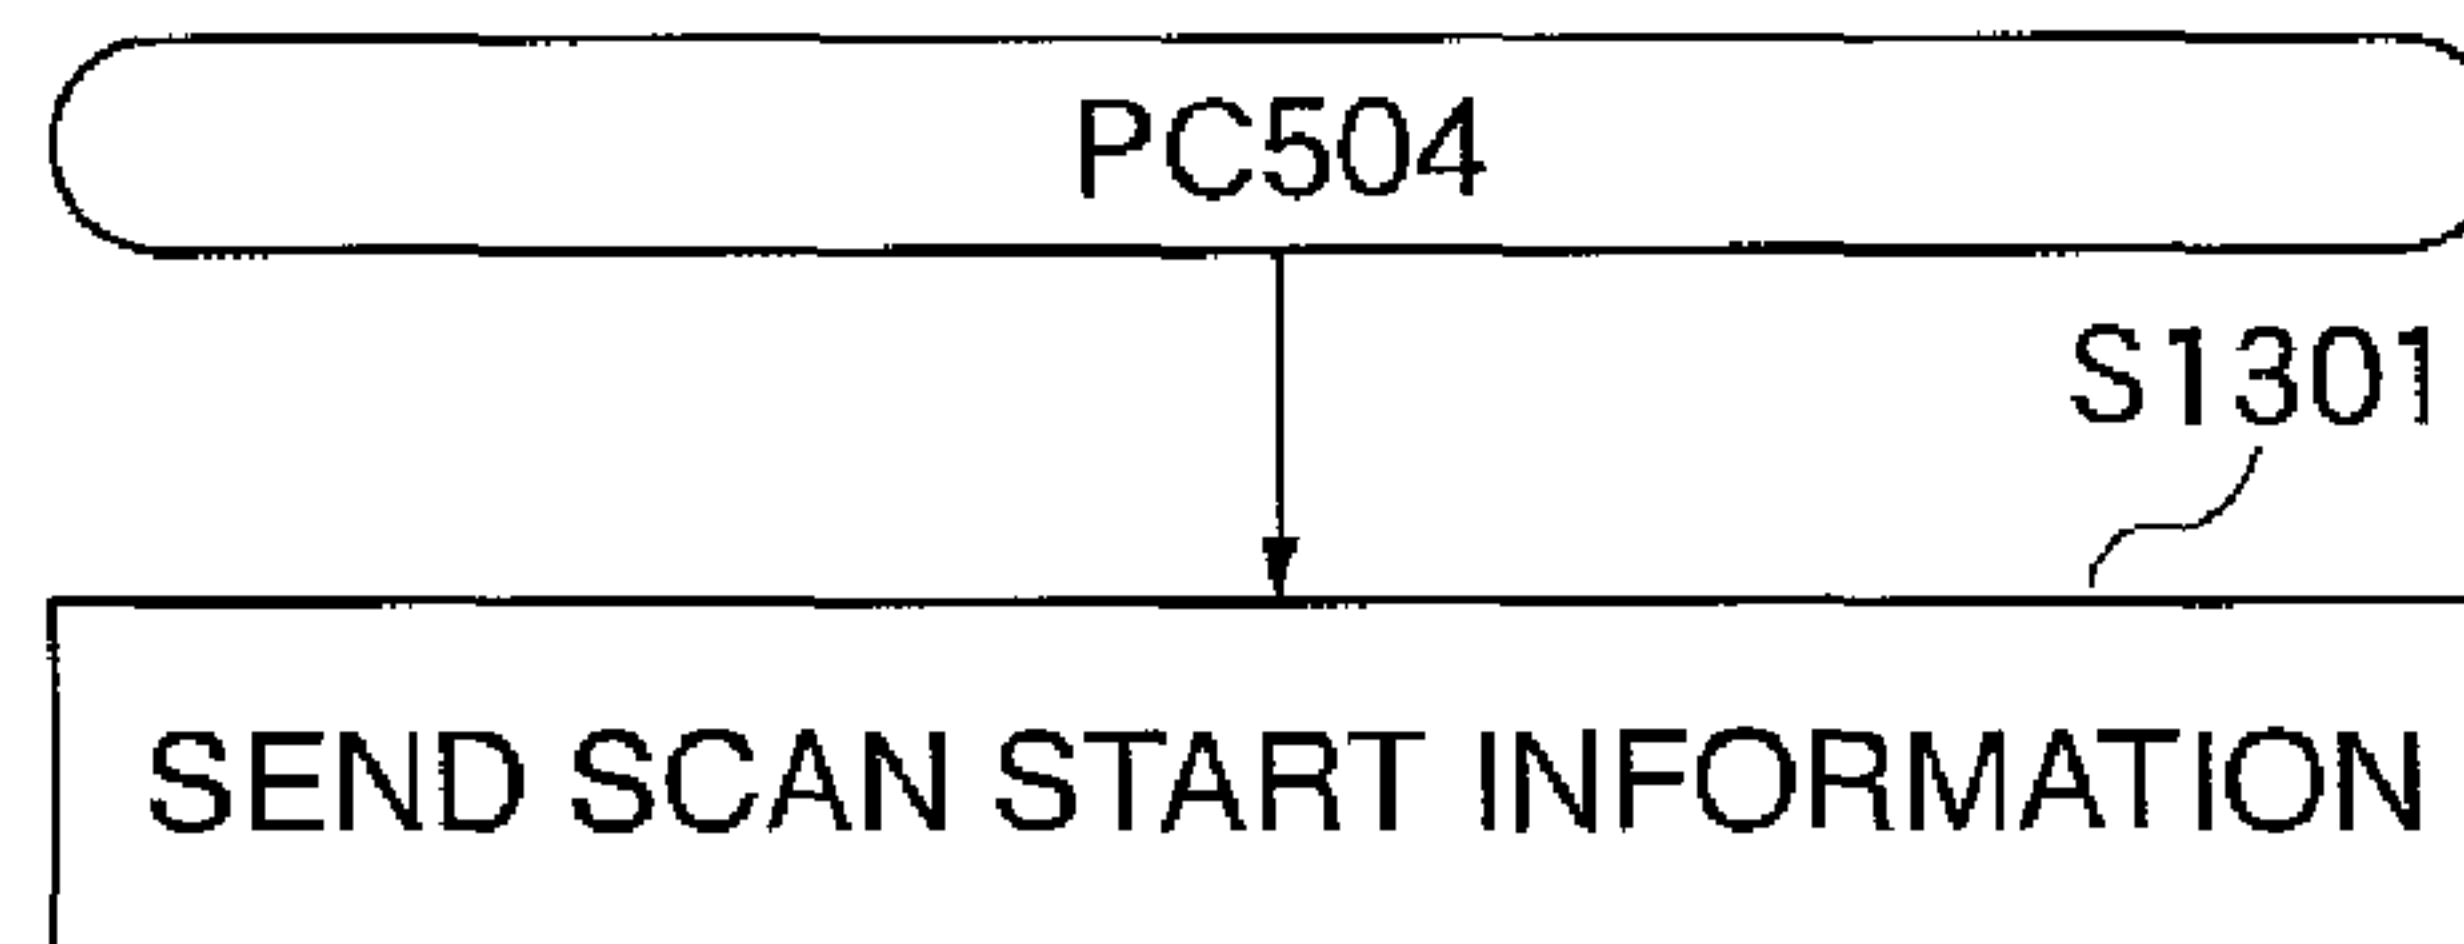 PC504
S1301
SEND SCAN START INFORMATION